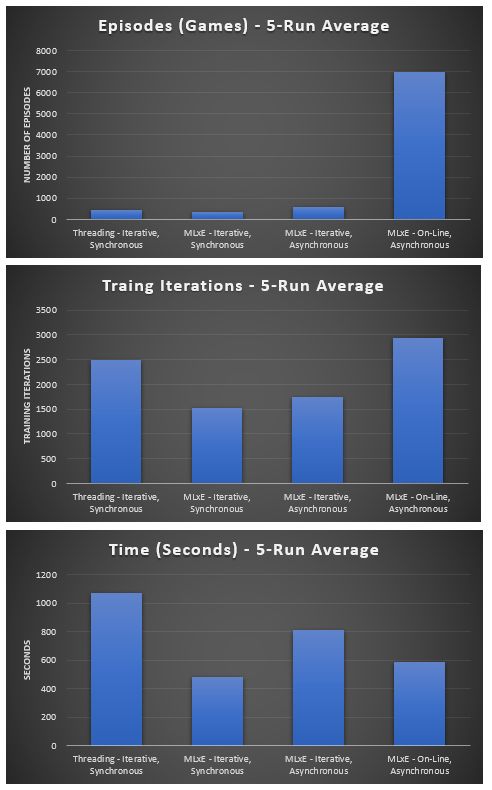 Episodes (Games) - 5-Run Average
NUMBER OF EPISODES
8000
7000
6000
5000
4000
3000
2000
1000
0
Threading - Iterative, Synchronous
MLxE - Iterative, Synchronous
MLxE - Iterative, Asynchronous
MLxE - On-Line, Asynchronous
Traing Iterations - 5-Run Average
TRAINING ITERATIONS
3500
3000
2500
2000
1500
1000
500
0
Threading - Iterative, Synchronous
MLxE - Iterative, Synchronous
MLxE - Iterative, Asynchronous
MLxE - On-Line, Asynchronous
Time (Seconds) - 5-Run Average
SECONDS
1200
1000
800
600
400
200
0
Threading - Iterative, Synchronous
MLxE - Iterative, Synchronous
MLxE - Iterative, Asynchronous
MLxE - On-Line, Asynchronous